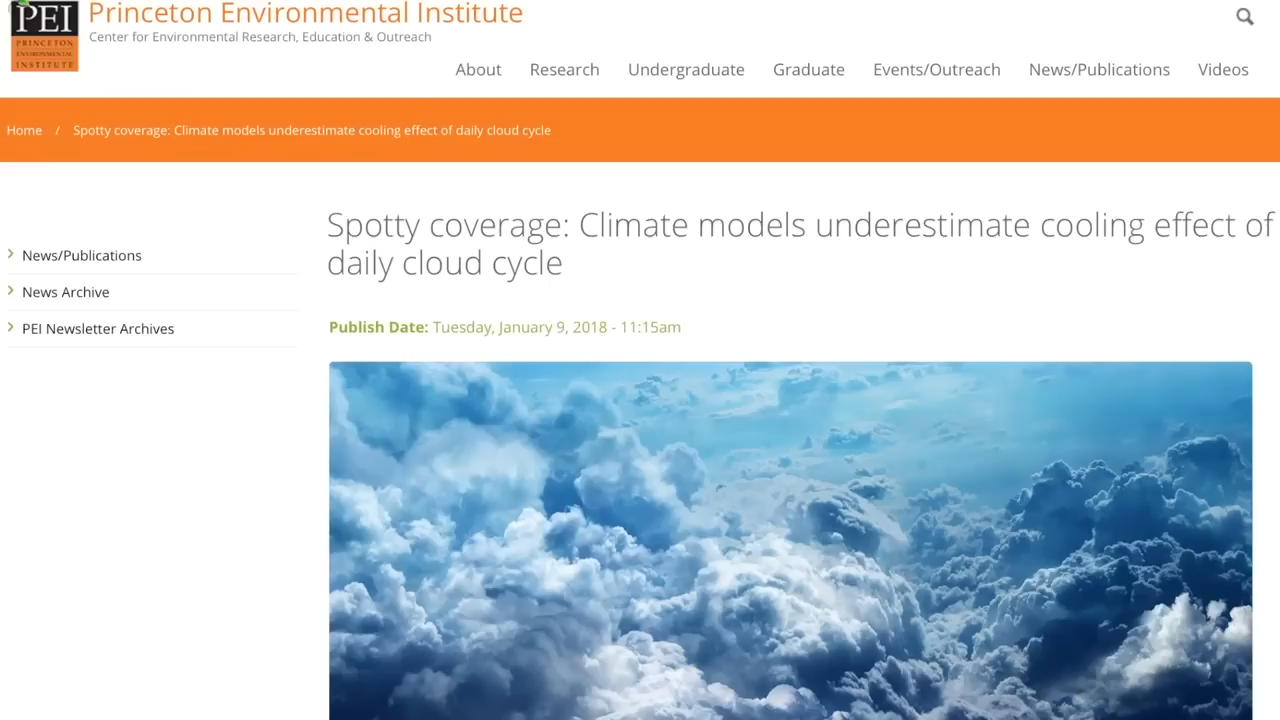 PEI
PRINCETON
ENVIRONMENTAL
INSTITUTE
Princeton Environmental Institute
Center for Environmental Research, Education & Outreach
About Research Undergraduate Graduate Events/Outreach News/Publications Videos
Home / Spotty coverage: Climate models underestimate cooling effect of daily cloud cycle
News/Publications
News Archive
PEI Newsletter Archives
Spotty coverage: Climate models underestimate cooling effect of
daily cloud cycle
Publish Date: Tuesday, January 9, 2018 - 11:15am